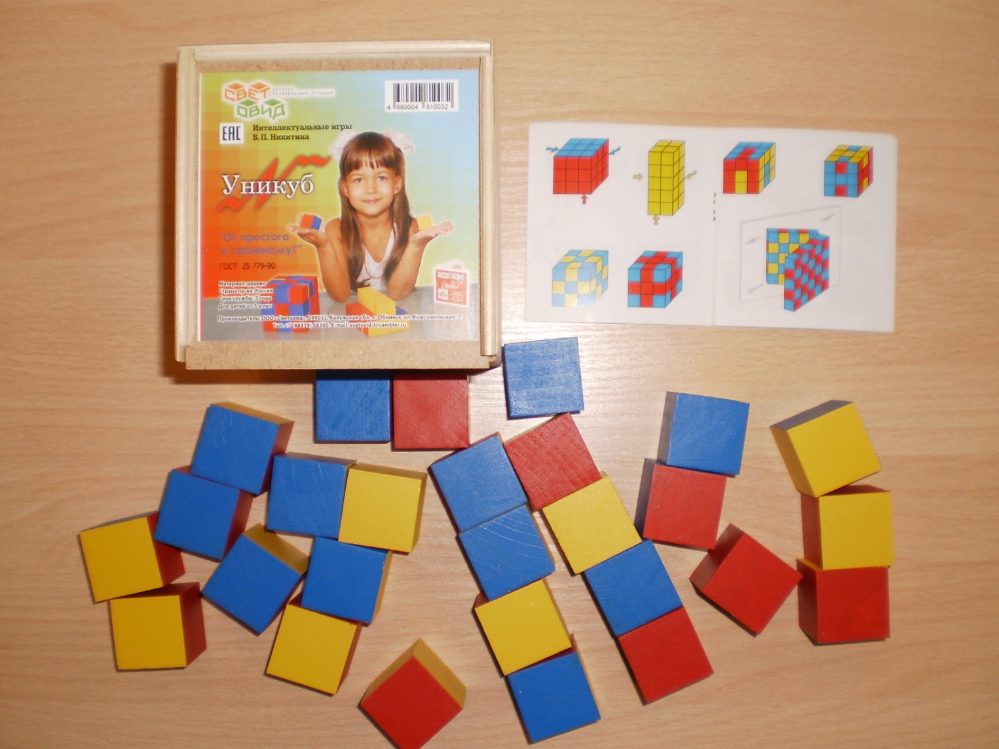 СВЕТ
ОВИД
ДЕТСКИЕ
РАЗВИВАЮЩИЕ ИГРУШКИ
4 680004 810032
ЕАС
Интеллектуальные игры
Б.П. Никитина
Уникуб
"От простого
к сложному!"
ГОСТ 25 779-90
Материал: дерево
Страна пр-ва: Россия
Срок службы: 3 года
Для детей от 3-х лет
Производитель: ООО «Световид», 249032, Калужская обл., г. Обнинск, ул. Комсомольская, 2
Тел. +7 (48439) 58300. E-mail: svetovid-l@rambler.ru